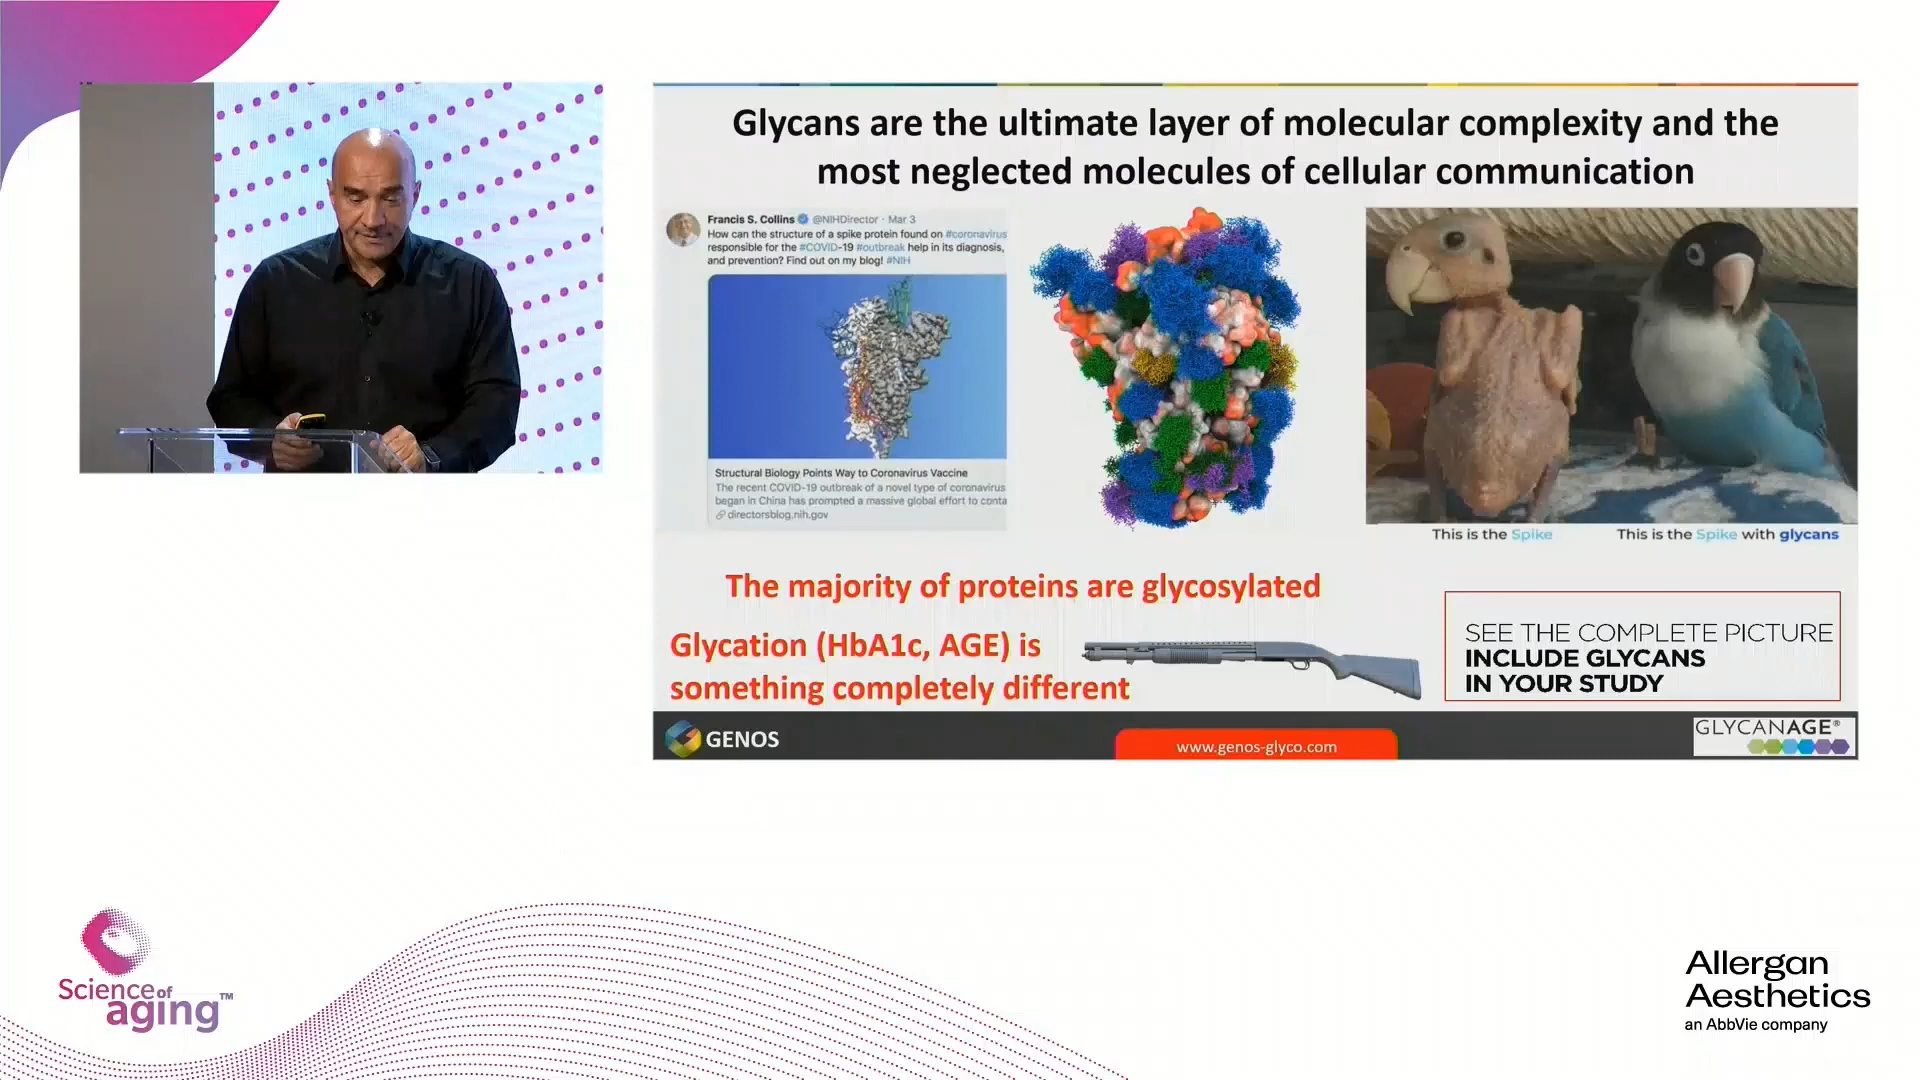 Glycans are the ultimate layer of molecular complexity and the
most neglected molecules of cellular communication
Francis S. Collins @NIHDirector · Mar 3
How can the structure of a spike protein found on #coronavirus
responsible for the #COVID-19 #outbreak help in its diagnosis,
and prevention? Find out on my blog! #NIH
Structural Biology Points Way to Coronavirus Vaccine
The recent COVID-19 outbreak of a novel type of coronavirus
began in China has prompted a massive global effort to conta
directorsblog.nih.gov
This is the Spike
This is the Spike with glycans
The majority of proteins are glycosylated
Glycation (HbA1c, AGE) is
something completely different
SEE THE COMPLETE PICTURE
INCLUDE GLYCANS
IN YOUR STUDY
GENOS
www.genos-glyco.com
GLYCANAGE®
Science of
aging™
Allergan
Aesthetics
an AbbVie company